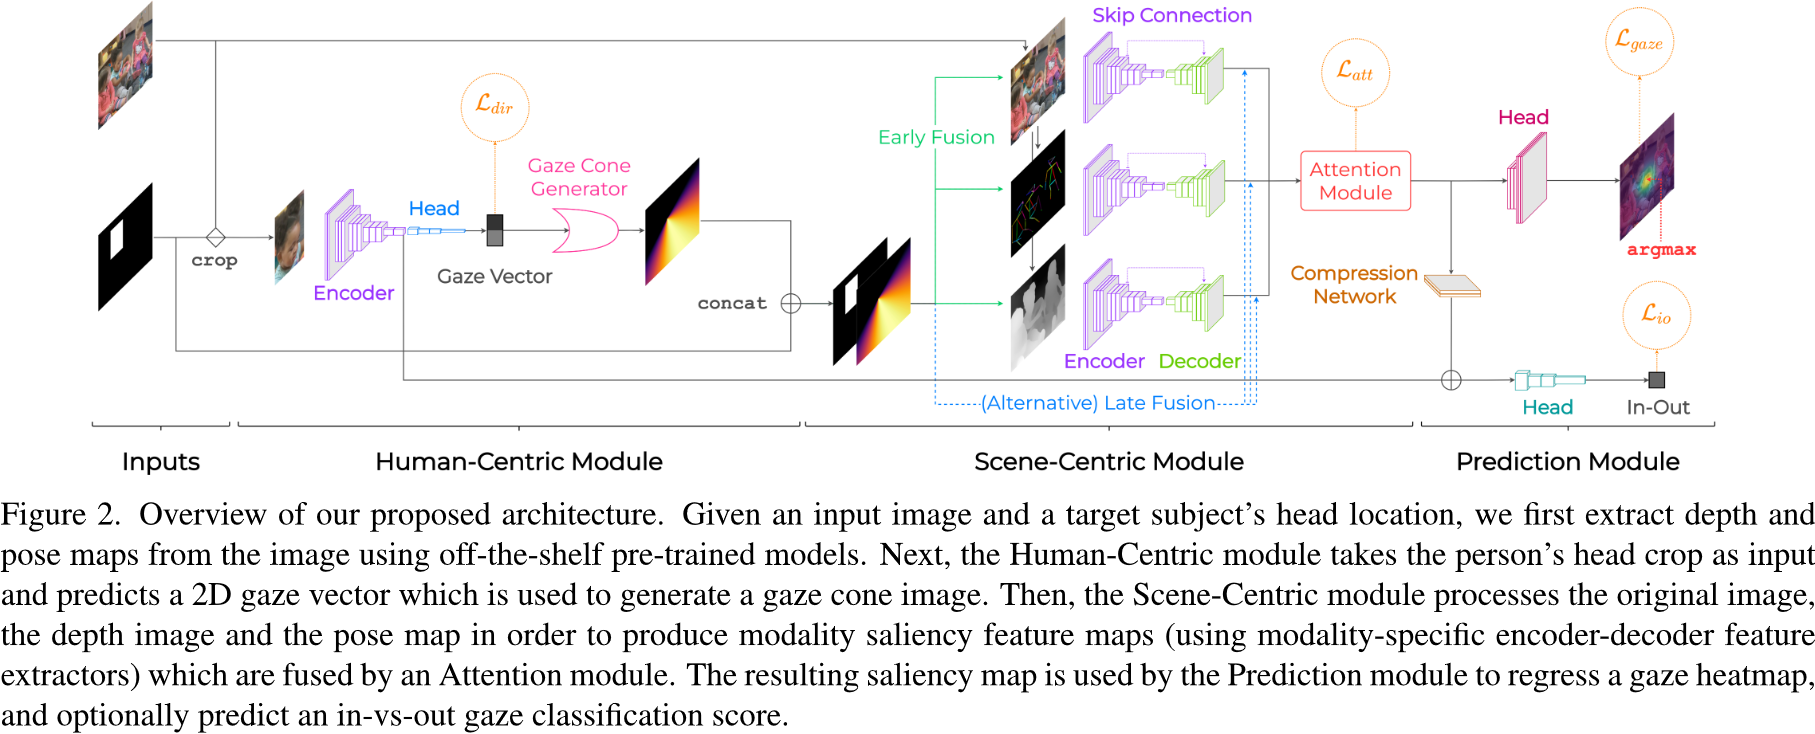 Skip Connection
ℒ_gaze
ℒ_att
ℒ_dir
Early Fusion
Head
Gaze Cone
Generator
Attention
Module
Head
crop
argmax
Gaze Vector
Compression
Network
Encoder
concat
ℒ_io
Encoder
Decoder
(Alternative) Late Fusion
Head
In-Out
Inputs
Human-Centric Module
Scene-Centric Module
Prediction Module
Figure 2. Overview of our proposed architecture. Given an input image and a target subject's head location, we first extract depth and
pose maps from the image using off-the-shelf pre-trained models. Next, the Human-Centric module takes the person's head crop as input
and predicts a 2D gaze vector which is used to generate a gaze cone image. Then, the Scene-Centric module processes the original image,
the depth image and the pose map in order to produce modality saliency feature maps (using modality-specific encoder-decoder feature
extractors) which are fused by an Attention module. The resulting saliency map is used by the Prediction module to regress a gaze heatmap,
and optionally predict an in-vs-out gaze classification score.